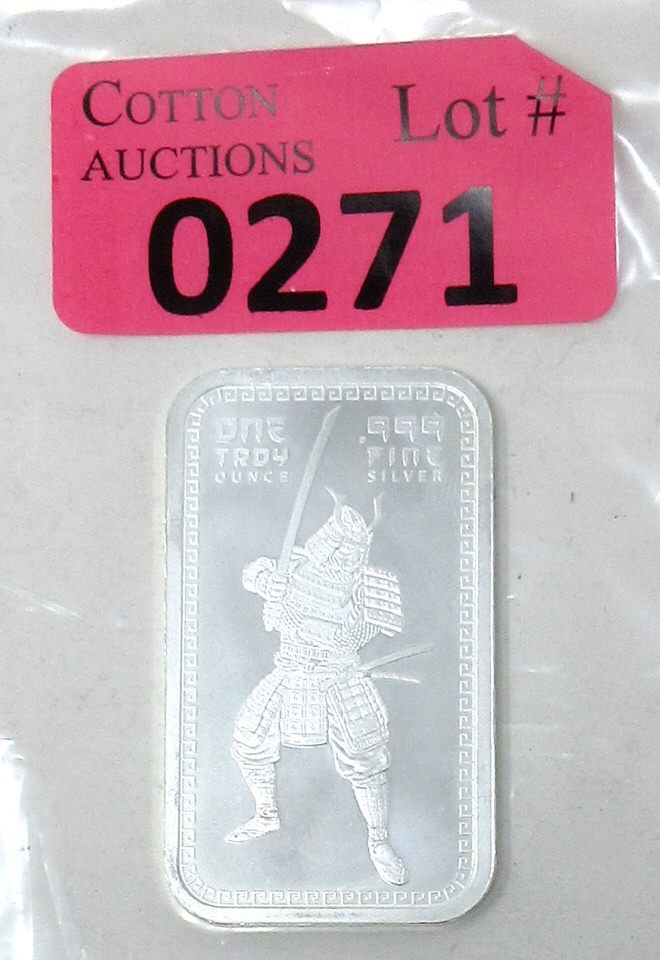 COTTON
AUCTIONS
Lot #
0271
ONE
TROY
OUNCE
.999
FINE
SILVER